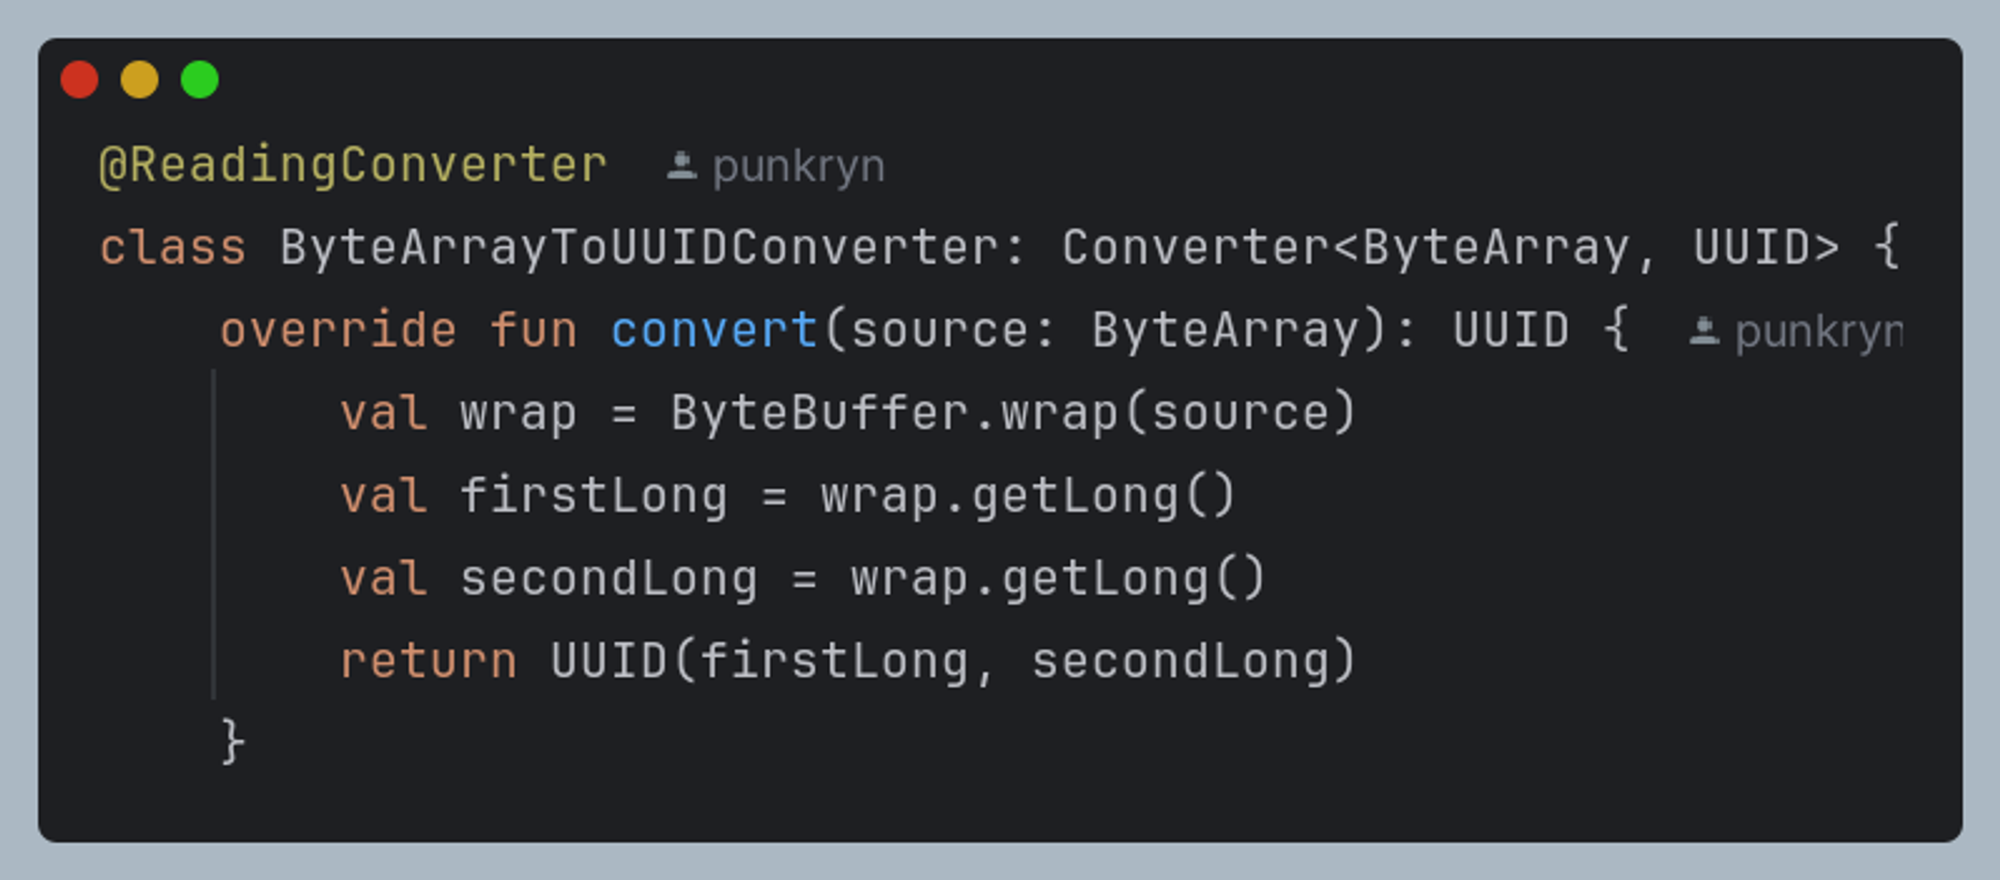 @ReadingConverter punkryn
class ByteArrayToUUIDConverter: Converter<ByteArray, UUID> {
override fun convert(source: ByteArray): UUID { punkryn
val wrap = ByteBuffer.wrap(source)
val firstLong = wrap.getLong()
val secondLong = wrap.getLong()
return UUID(firstLong, secondLong)
}